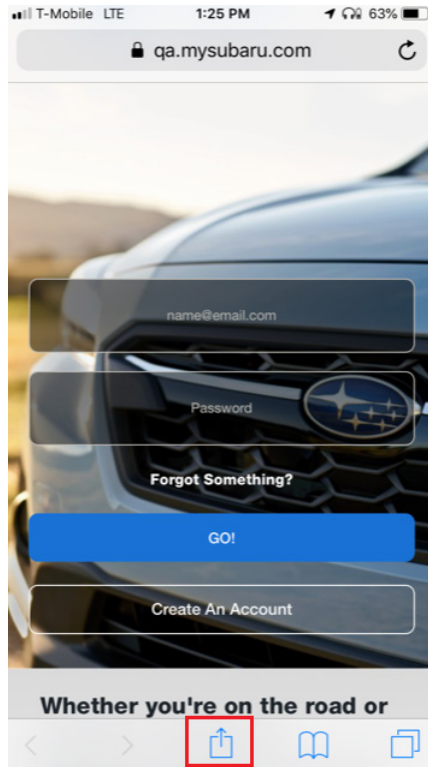 T-Mobile LTE 1:25 PM 63%
qa.mysubaru.com
name@email.com
Password
Forgot Something?
GO!
Create An Account
Whether you're on the road or